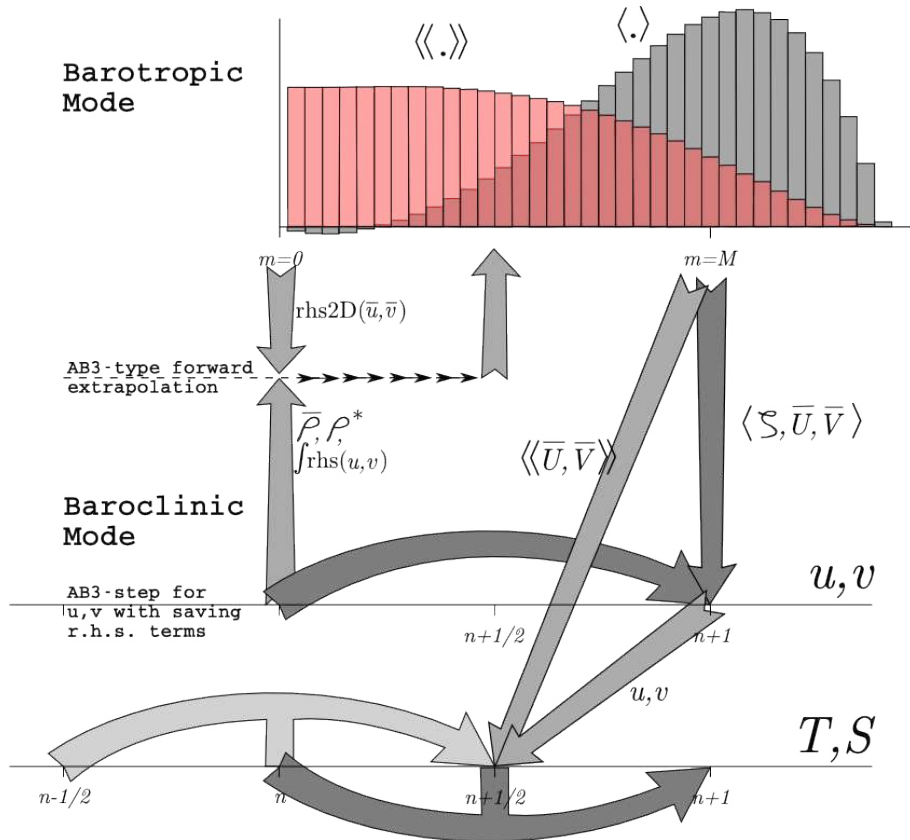 ⟨⟨.⟩⟩
⟨.⟩
Barotropic
Mode
m=0
m=M
rhs2D(u̅,v̅)
AB3-type forward
extrapolation
ρ̅, ρ,*
∫rhs(u,v)
⟨⟨U̅,V̅⟩⟩
⟨ζ,U̅,V̅⟩
Baroclinic
Mode
u,v
AB3-step for
u,v with saving
r.h.s. terms
n+1/2
n+1
u,v
T,S
n-1/2
n
n+1/2
n+1